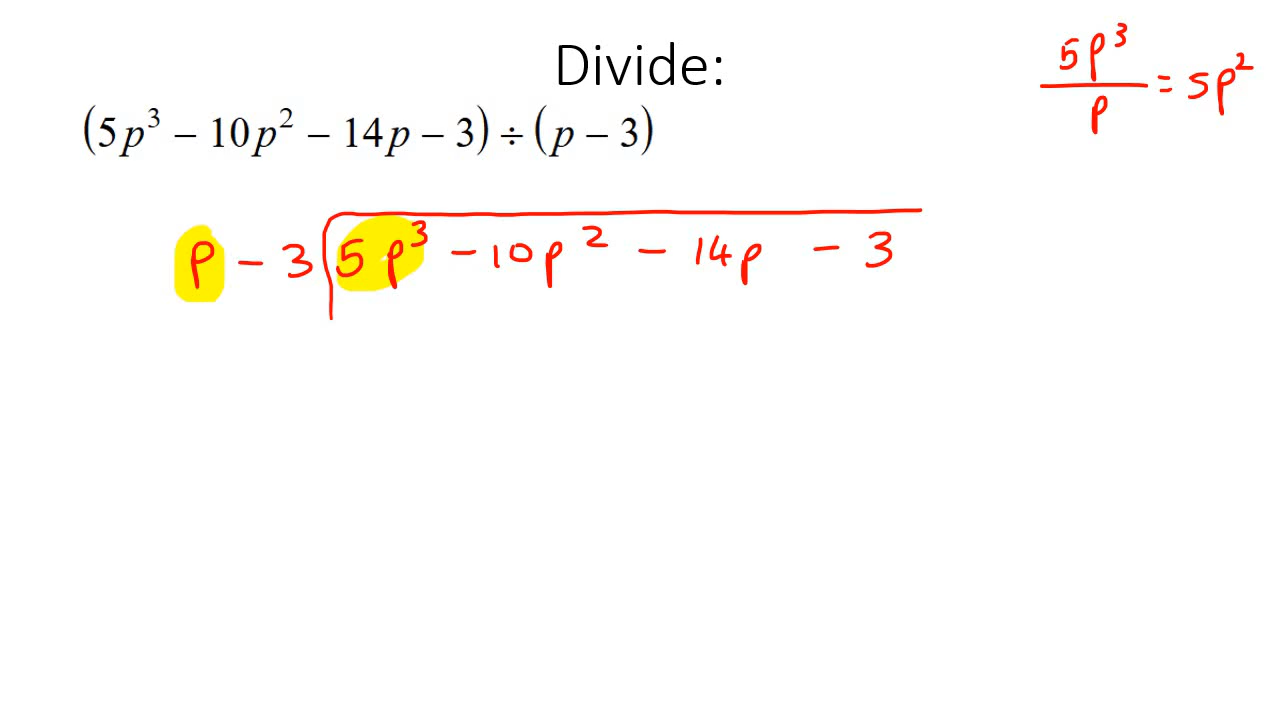 Divide:
(5p³ − 10p² − 14p − 3) ÷ (p − 3)
5p³/p = 5p²
p − 3 5p³ − 10p² − 14p − 3